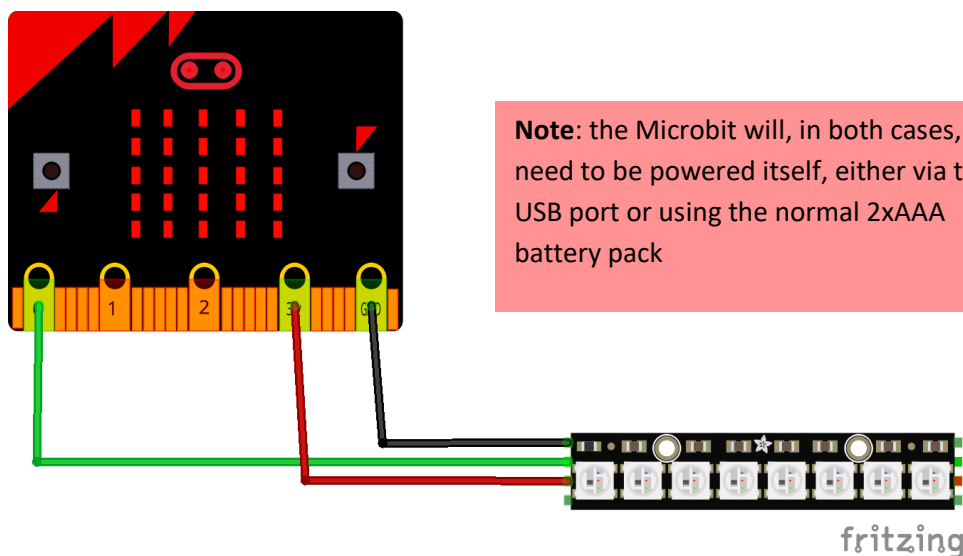 Note: the Microbit will, in both cases,
need to be powered itself, either via t
USB port or using the normal 2xAAA
battery pack
1
2
3v
GND
fritzing